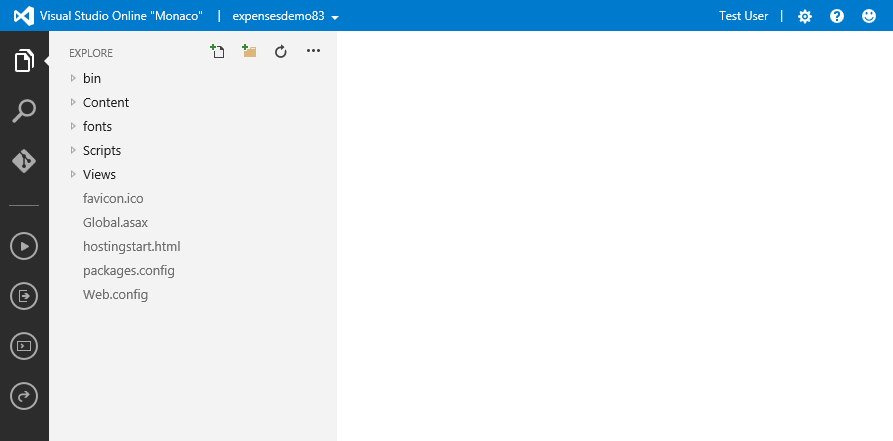 Visual Studio Online "Monaco" | expensesdemo83 Test User |
EXPLORE
bin
Content
fonts
Scripts
Views
favicon.ico
Global.asax
hostingstart.html
packages.config
Web.config